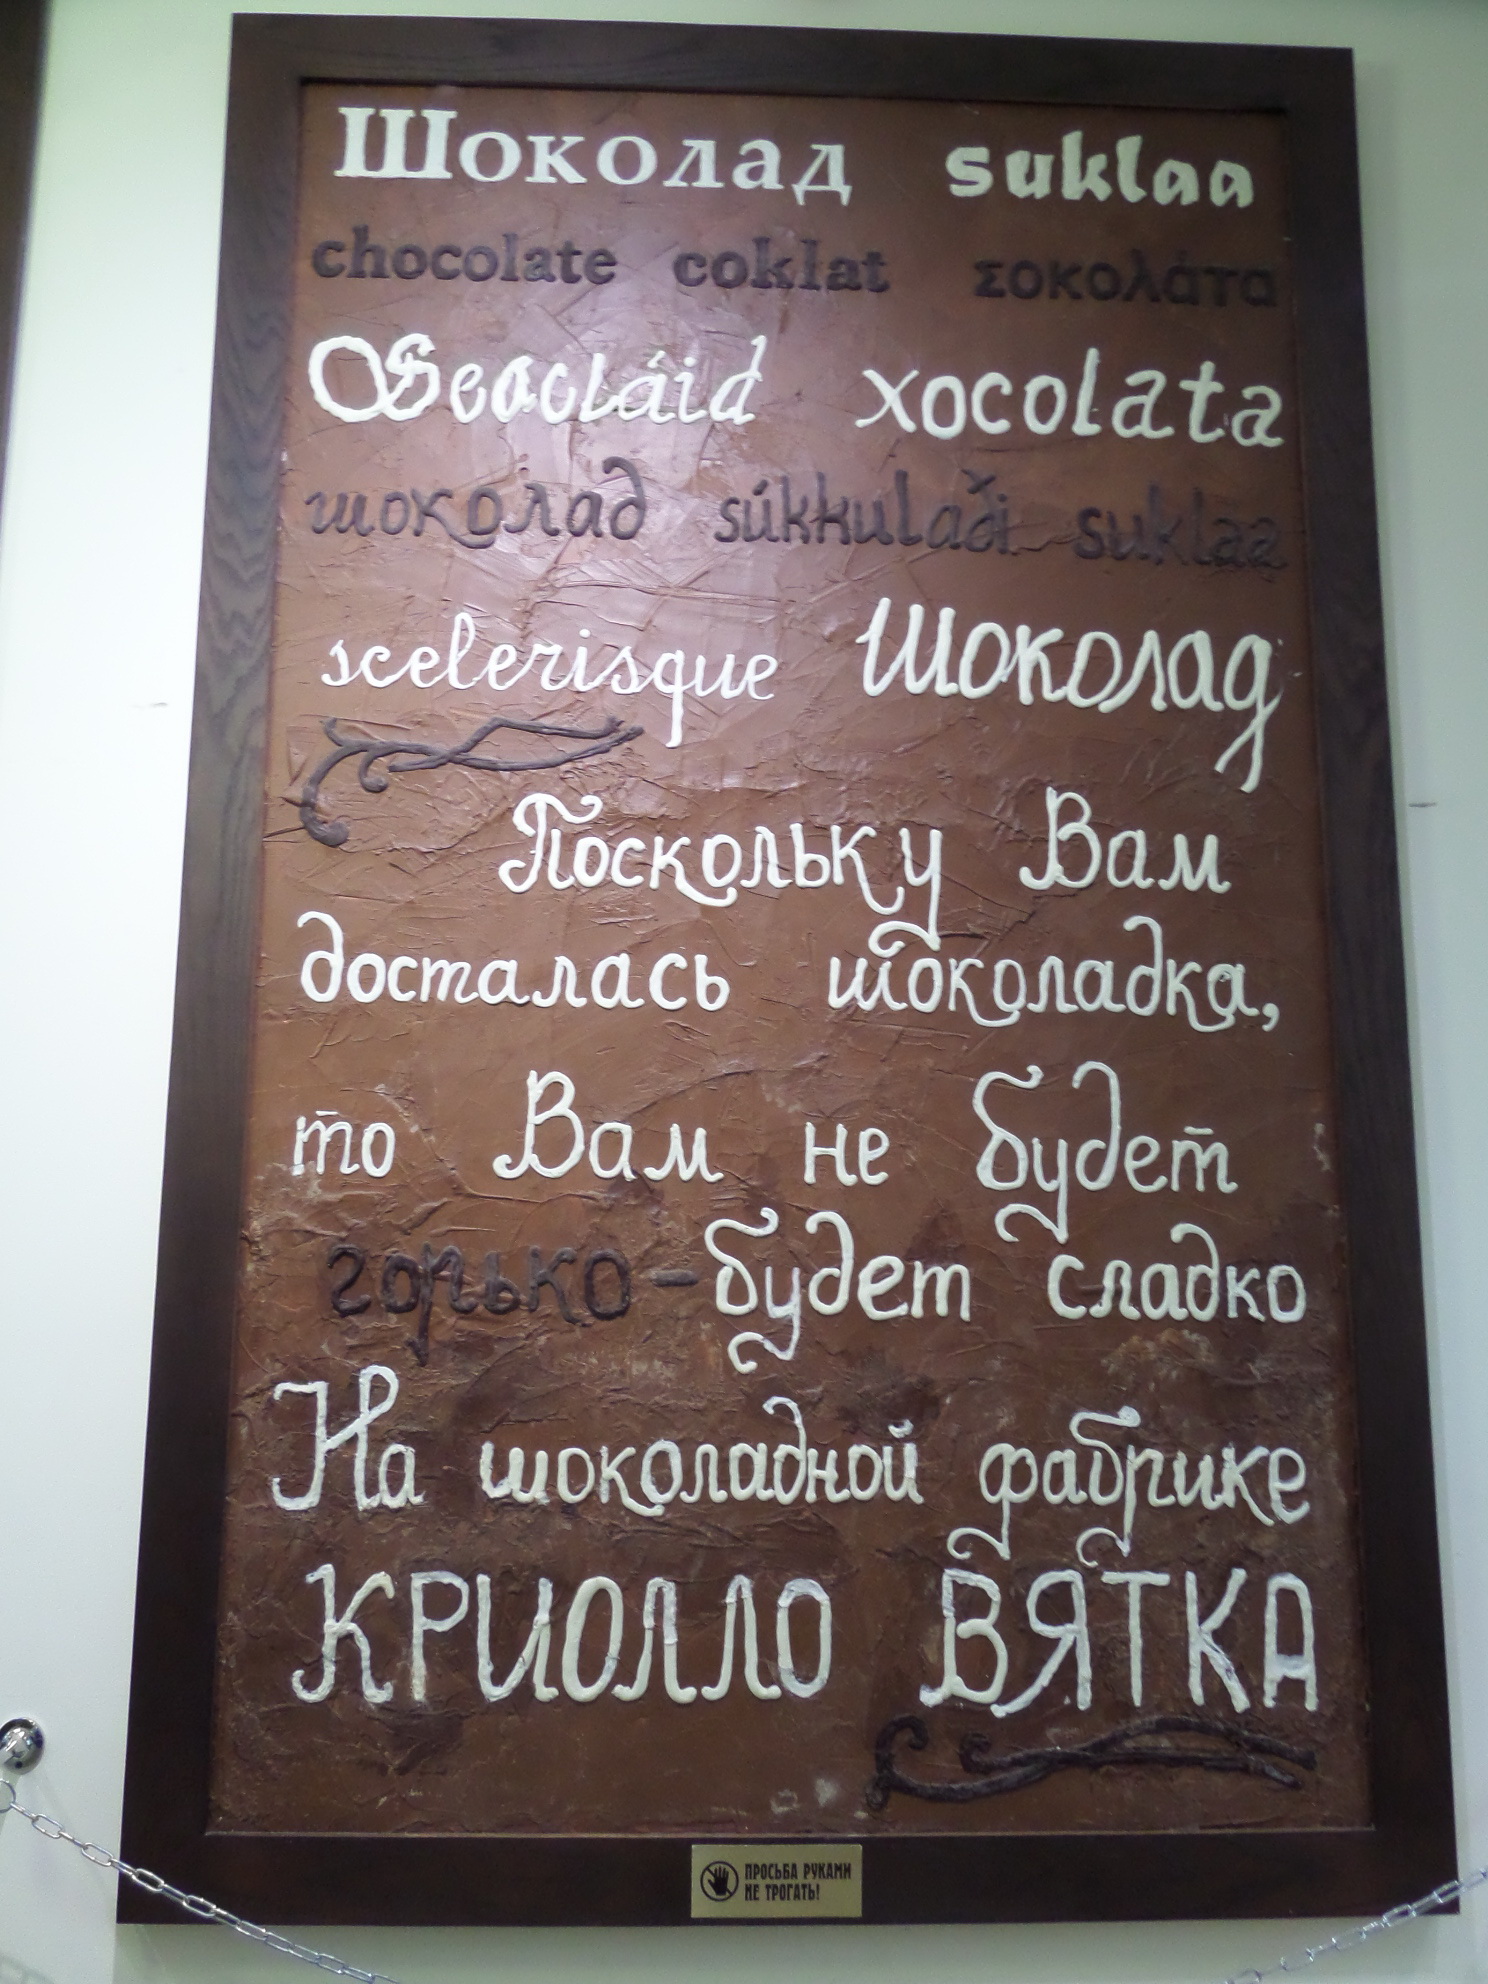 Шоколад suklaa
chocolate coklat σοκολάτα
Seacláid xocolata
шоколад súkkulaði suklaa
scelerisque Шоколад
Поскольку Вам
досталась шоколадка,
то Вам не будет
горько - будет сладко
На шоколадной фабрике
КРИОЛЛО ВЯТКА
ПРОСЬБА РУКАМИ
НЕ ТРОГАТЬ!